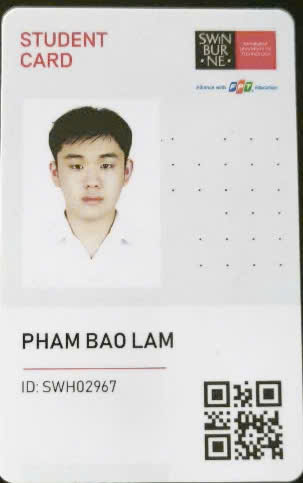 STUDENT
CARD
SWIN
BUR
• NE •
SWINBURNE
UNIVERSITY OF
TECHNOLOGY
Alliance with FPT Education
PHAM BAO LAM
ID: SWH02967